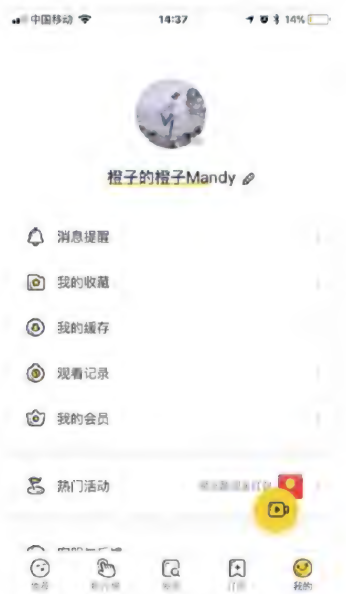 中国移动 14:37 14%
橙子的橙子Mandy
消息提醒
我的收藏
我的缓存
观看记录
我的会员
热门活动
我的